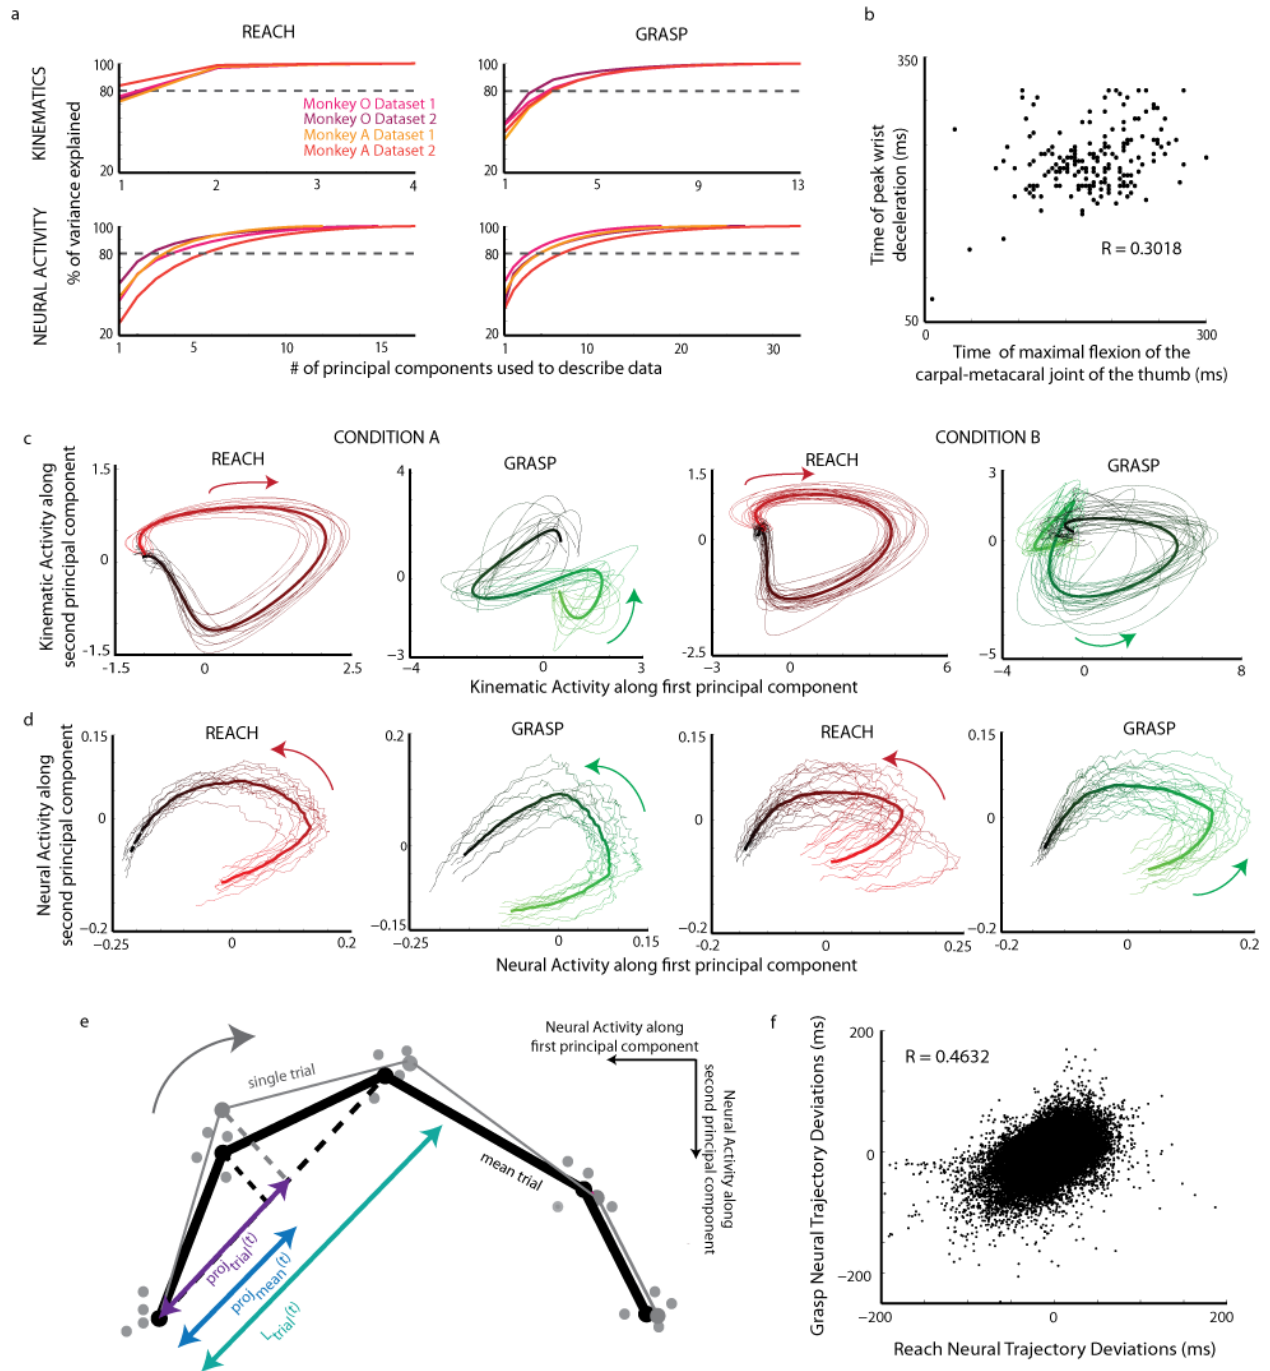 a
REACH
GRASP
KINEMATICS
NEURAL ACTIVITY
% of variance explained
100
80
20
1
2
3
4
Monkey O Dataset 1
Monkey O Dataset 2
Monkey A Dataset 1
Monkey A Dataset 2
100
80
20
1
5
9
13
100
80
20
1
5
10
15
100
80
20
1
10
20
30
# of principal components used to describe data
b
350
50
0
300
Time of peak wrist
deceleration (ms)
R = 0.3018
Time of maximal flexion of the
carpal-metacaral joint of the thumb (ms)
c
CONDITION A
CONDITION B
REACH
GRASP
REACH
GRASP
Kinematic Activity along
second principal component
1.5
0
-1.5
-1.5
0
2.5
4
0
−3
−4
0
3
1.5
0
-2.5
−3
0
6
3
0
−5
−4
0
8
Kinematic Activity along first principal component
d
REACH
GRASP
REACH
GRASP
Neural Activity along
second principal component
0.15
0
−0.2
−0.25
0
0.2
0.2
0
−0.15
−0.25
0
0.15
0.15
0
−0.2
-0.2
0
0.25
0.15
0
−0.2
-0.2
0
0.2
Neural Activity along first principal component
e
Neural Activity along
first principal component
Neural Activity along
second principal component
single trial
mean trial
proj trial(t)
proj mean(t)
L trial(t)
f
Grasp Neural Trajectory Deviations (ms)
200
0
−200
−200
0
200
R = 0.4632
Reach Neural Trajectory Deviations (ms)